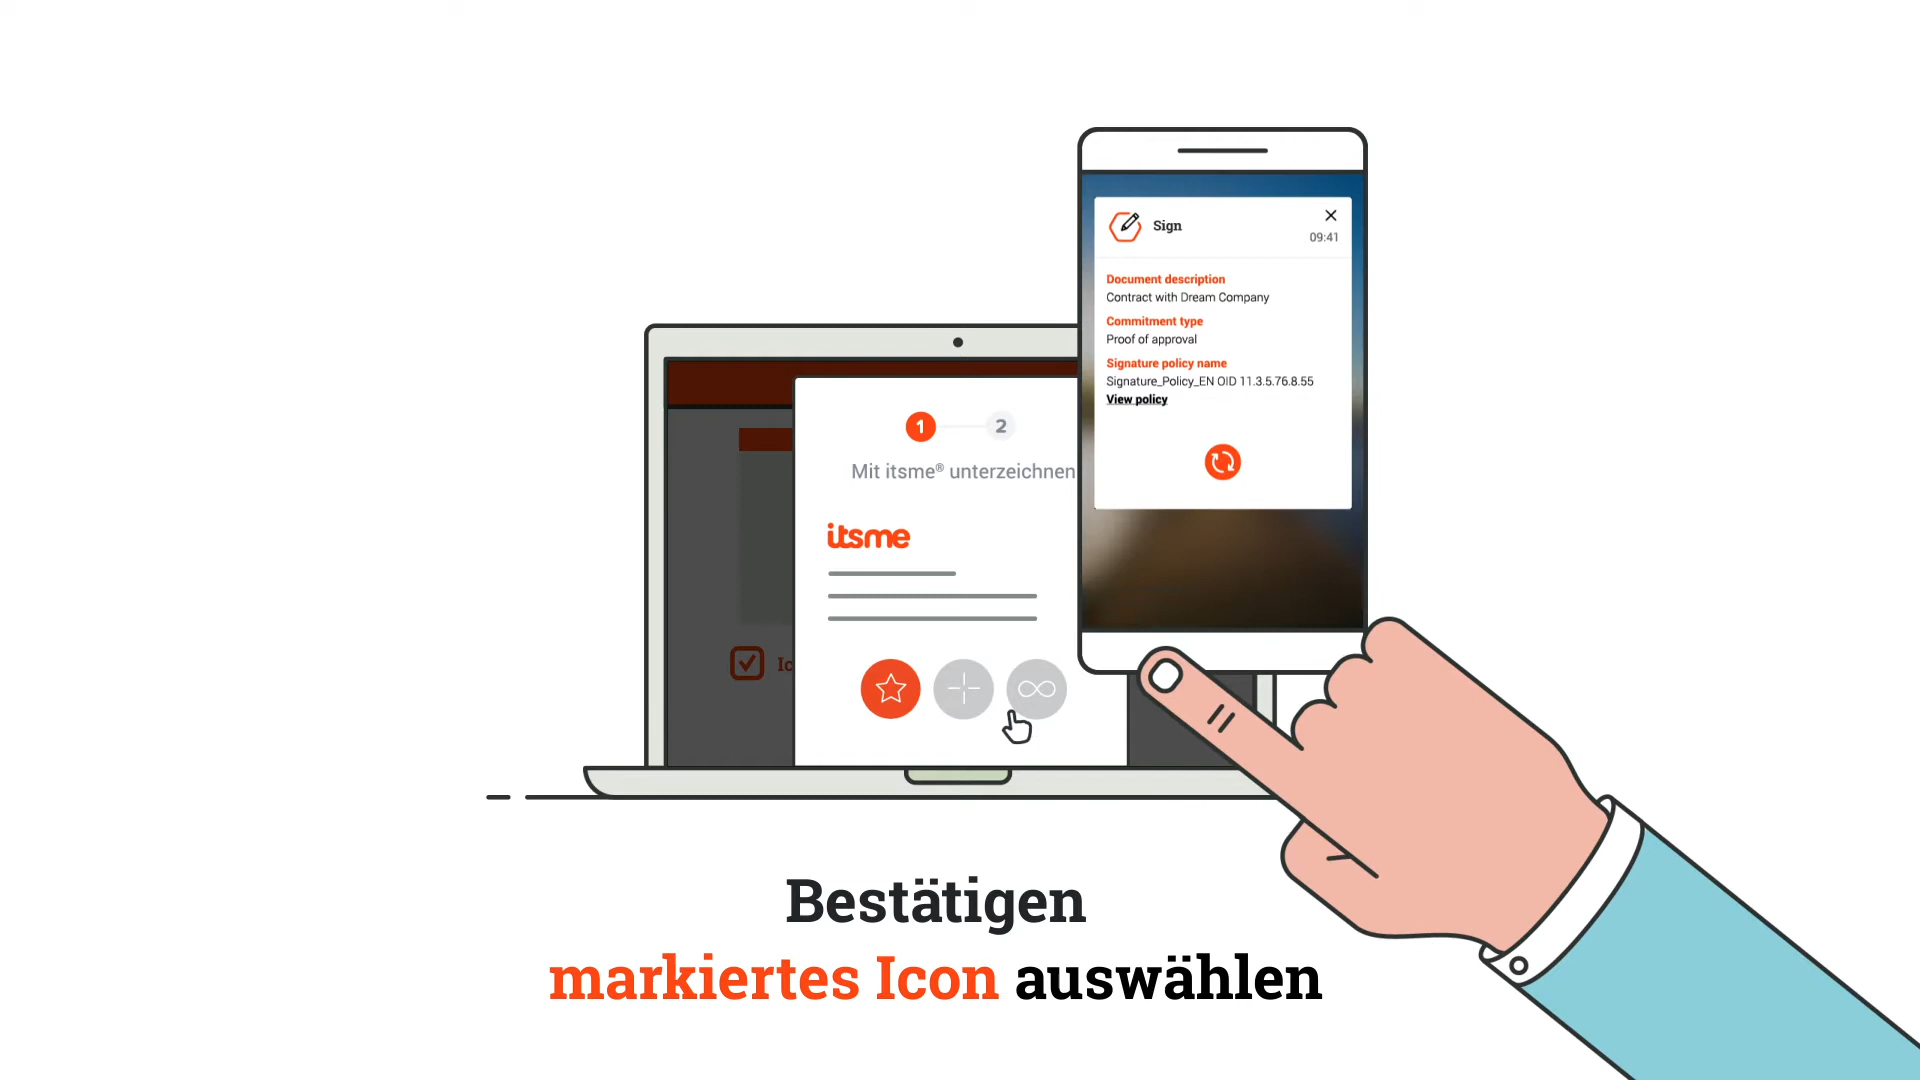 Sign
09:41
Document description
Contract with Dream Company
Commitment type
Proof of approval
Signature policy name
Signature_Policy_EN OID 11.3.5.76.8.55
View policy
1 2
Mit itsme® unterzeichnen
itsme
Ic
Bestätigen
markiertes Icon auswählen